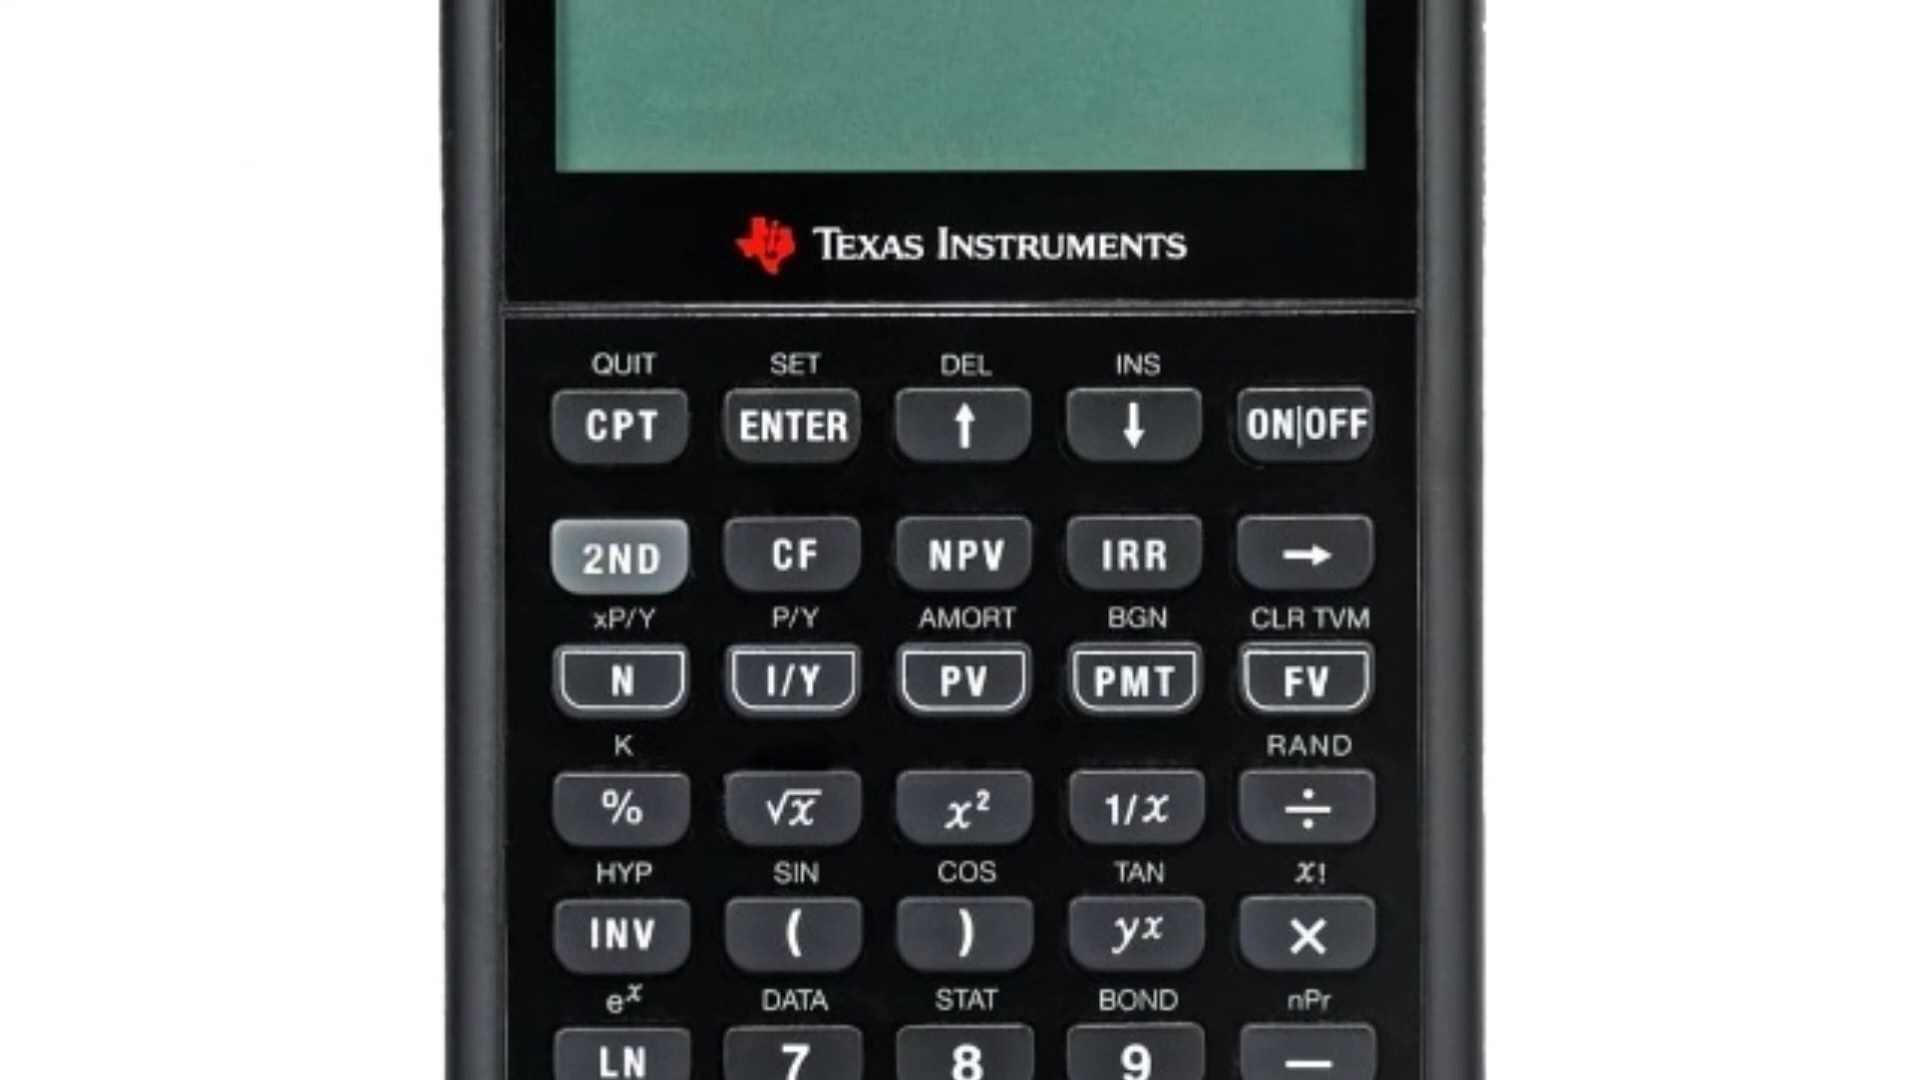 TEXAS INSTRUMENTS
QUIT SET DEL INS
CPT ENTER ↑ ↓ ON|OFF
2ND CF NPV IRR →
xP/Y P/Y AMORT BGN CLR TVM
N I/Y PV PMT FV
K RAND
% √x x² 1/x ÷
HYP SIN COS TAN x!
INV ( ) yˣ ×
eˣ DATA STAT BOND nPr
LN 7 8 9 −